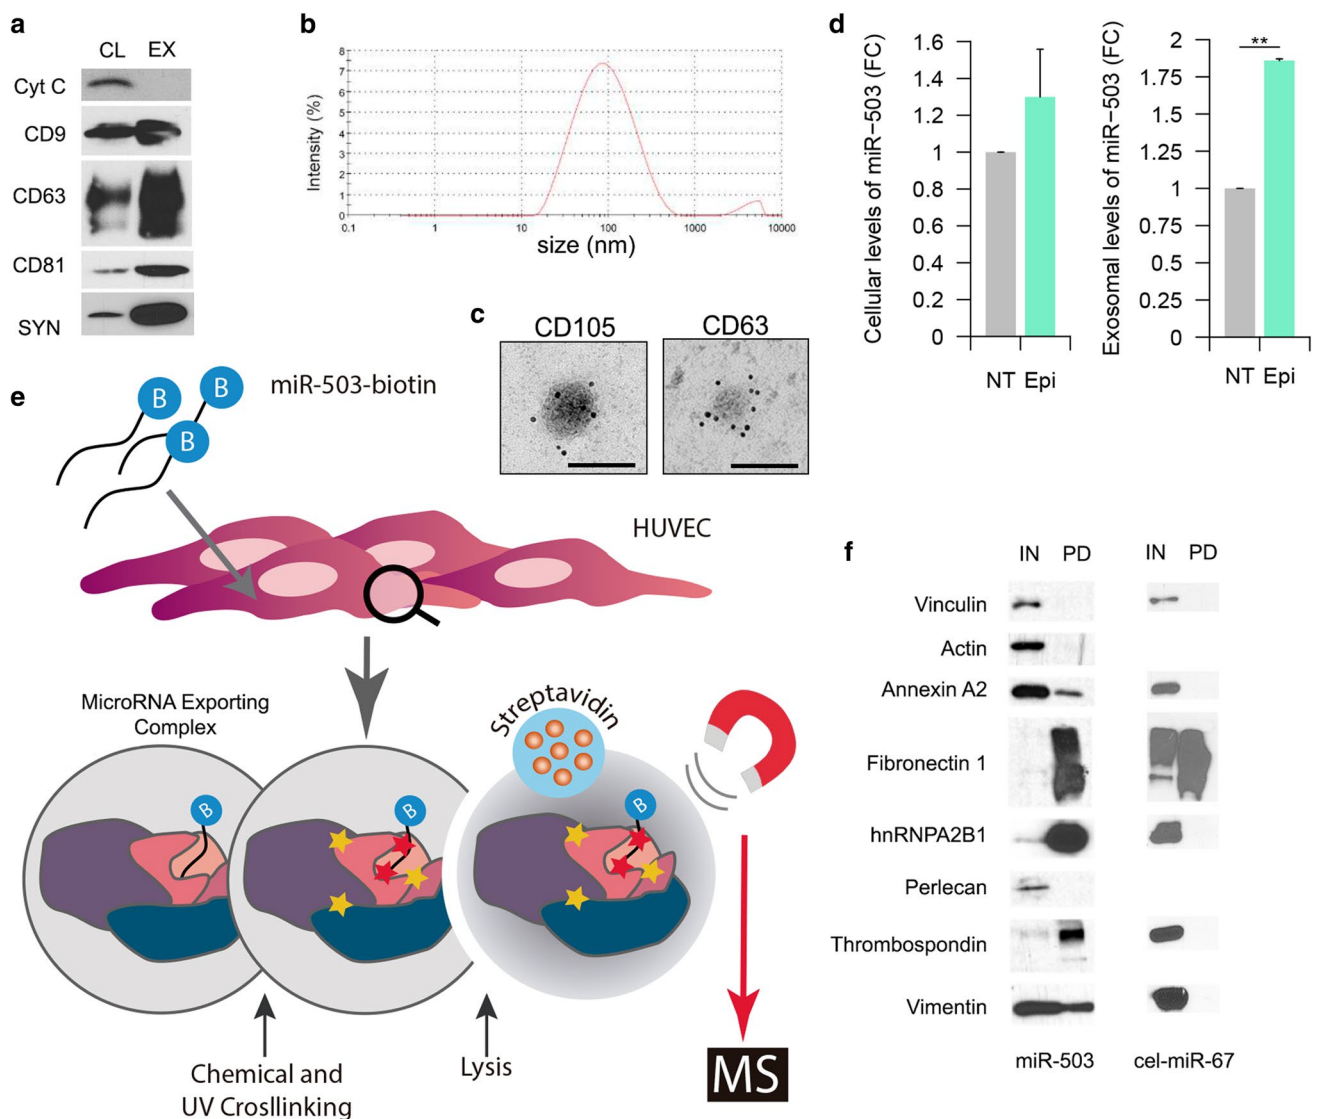 a
CL EX
Cyt C
CD9
CD63
CD81
SYN
b
Intensity (%)
8
7
6
5
4
3
2
1
0
0.1 1 10 100 1000 10000
size (nm)
c
CD105 CD63
d
Cellular levels of miR−503 (FC)
1.6
1.4
1.2
1
0.8
0.6
0.4
0.2
0
NT Epi
Exosomal levels of miR−503 (FC)
2
1.75
1.5
1.25
1
0.75
0.5
0.25
0
**
NT Epi
e
B
B
B
miR-503-biotin
HUVEC
MicroRNA Exporting
Complex
B
B
Streptavidin
B
Chemical and
UV Crosllinking
Lysis
MS
f
IN PD IN PD
Vinculin
Actin
Annexin A2
Fibronectin 1
hnRNPA2B1
Perlecan
Thrombospondin
Vimentin
miR-503 cel-miR-67